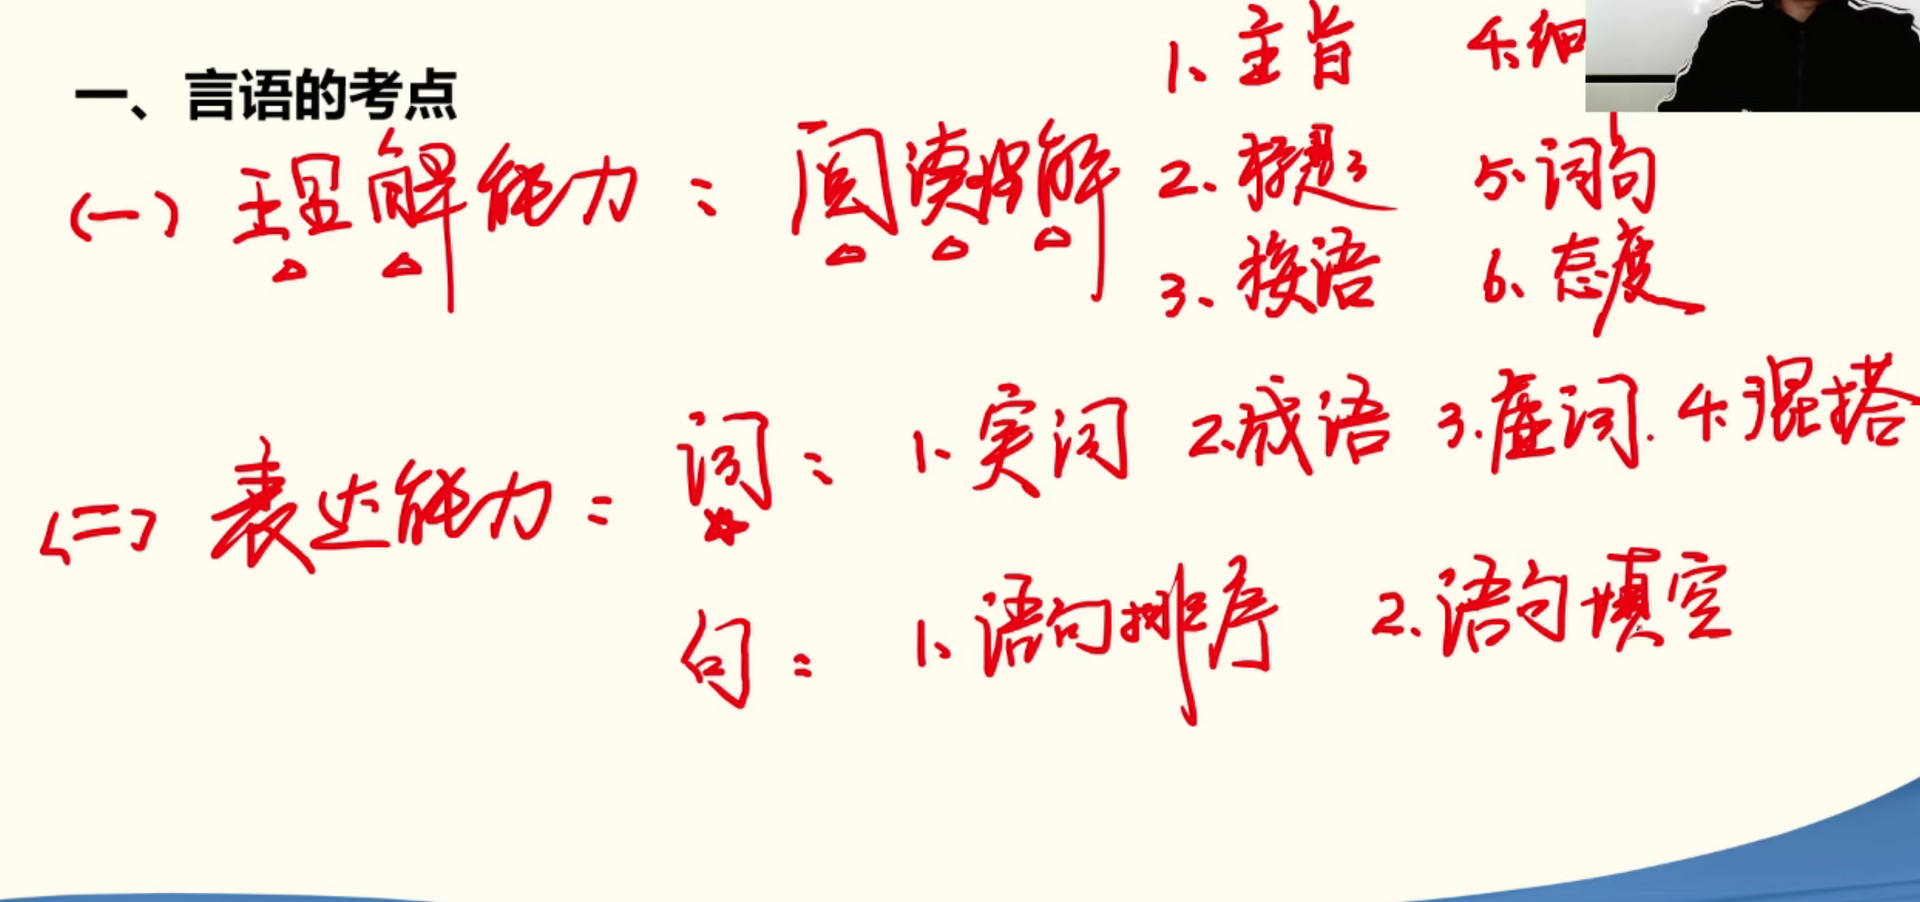 一、言语的考点
(一) 理解能力: 阅读理解
1、主旨 4、细
2. 标题 5. 词句
3、接语 6、态度
(二) 表达能力: 词: 1. 实词 2. 成语 3. 虚词. 4. 混搭
句: 1、语句排序 2. 语句填空